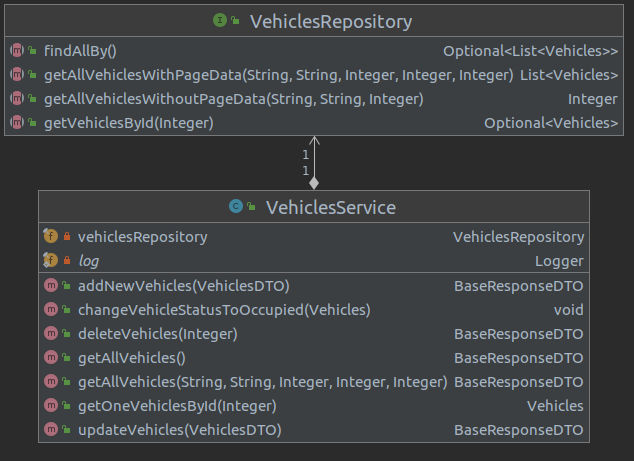 I VehiclesRepository
m findAllBy() Optional<List<Vehicles>>
m getAllVehiclesWithPageData(String, String, Integer, Integer, Integer) List<Vehicles>
m getAllVehiclesWithoutPageData(String, String, Integer) Integer
m getVehiclesById(Integer) Optional<Vehicles>
1
1
C VehiclesService
f vehiclesRepository VehiclesRepository
f log Logger
m addNewVehicles(VehiclesDTO) BaseResponseDTO
m changeVehicleStatusToOccupied(Vehicles) void
m deleteVehicles(Integer) BaseResponseDTO
m getAllVehicles() BaseResponseDTO
m getAllVehicles(String, String, Integer, Integer, Integer) BaseResponseDTO
m getOneVehiclesById(Integer) Vehicles
m updateVehicles(VehiclesDTO) BaseResponseDTO